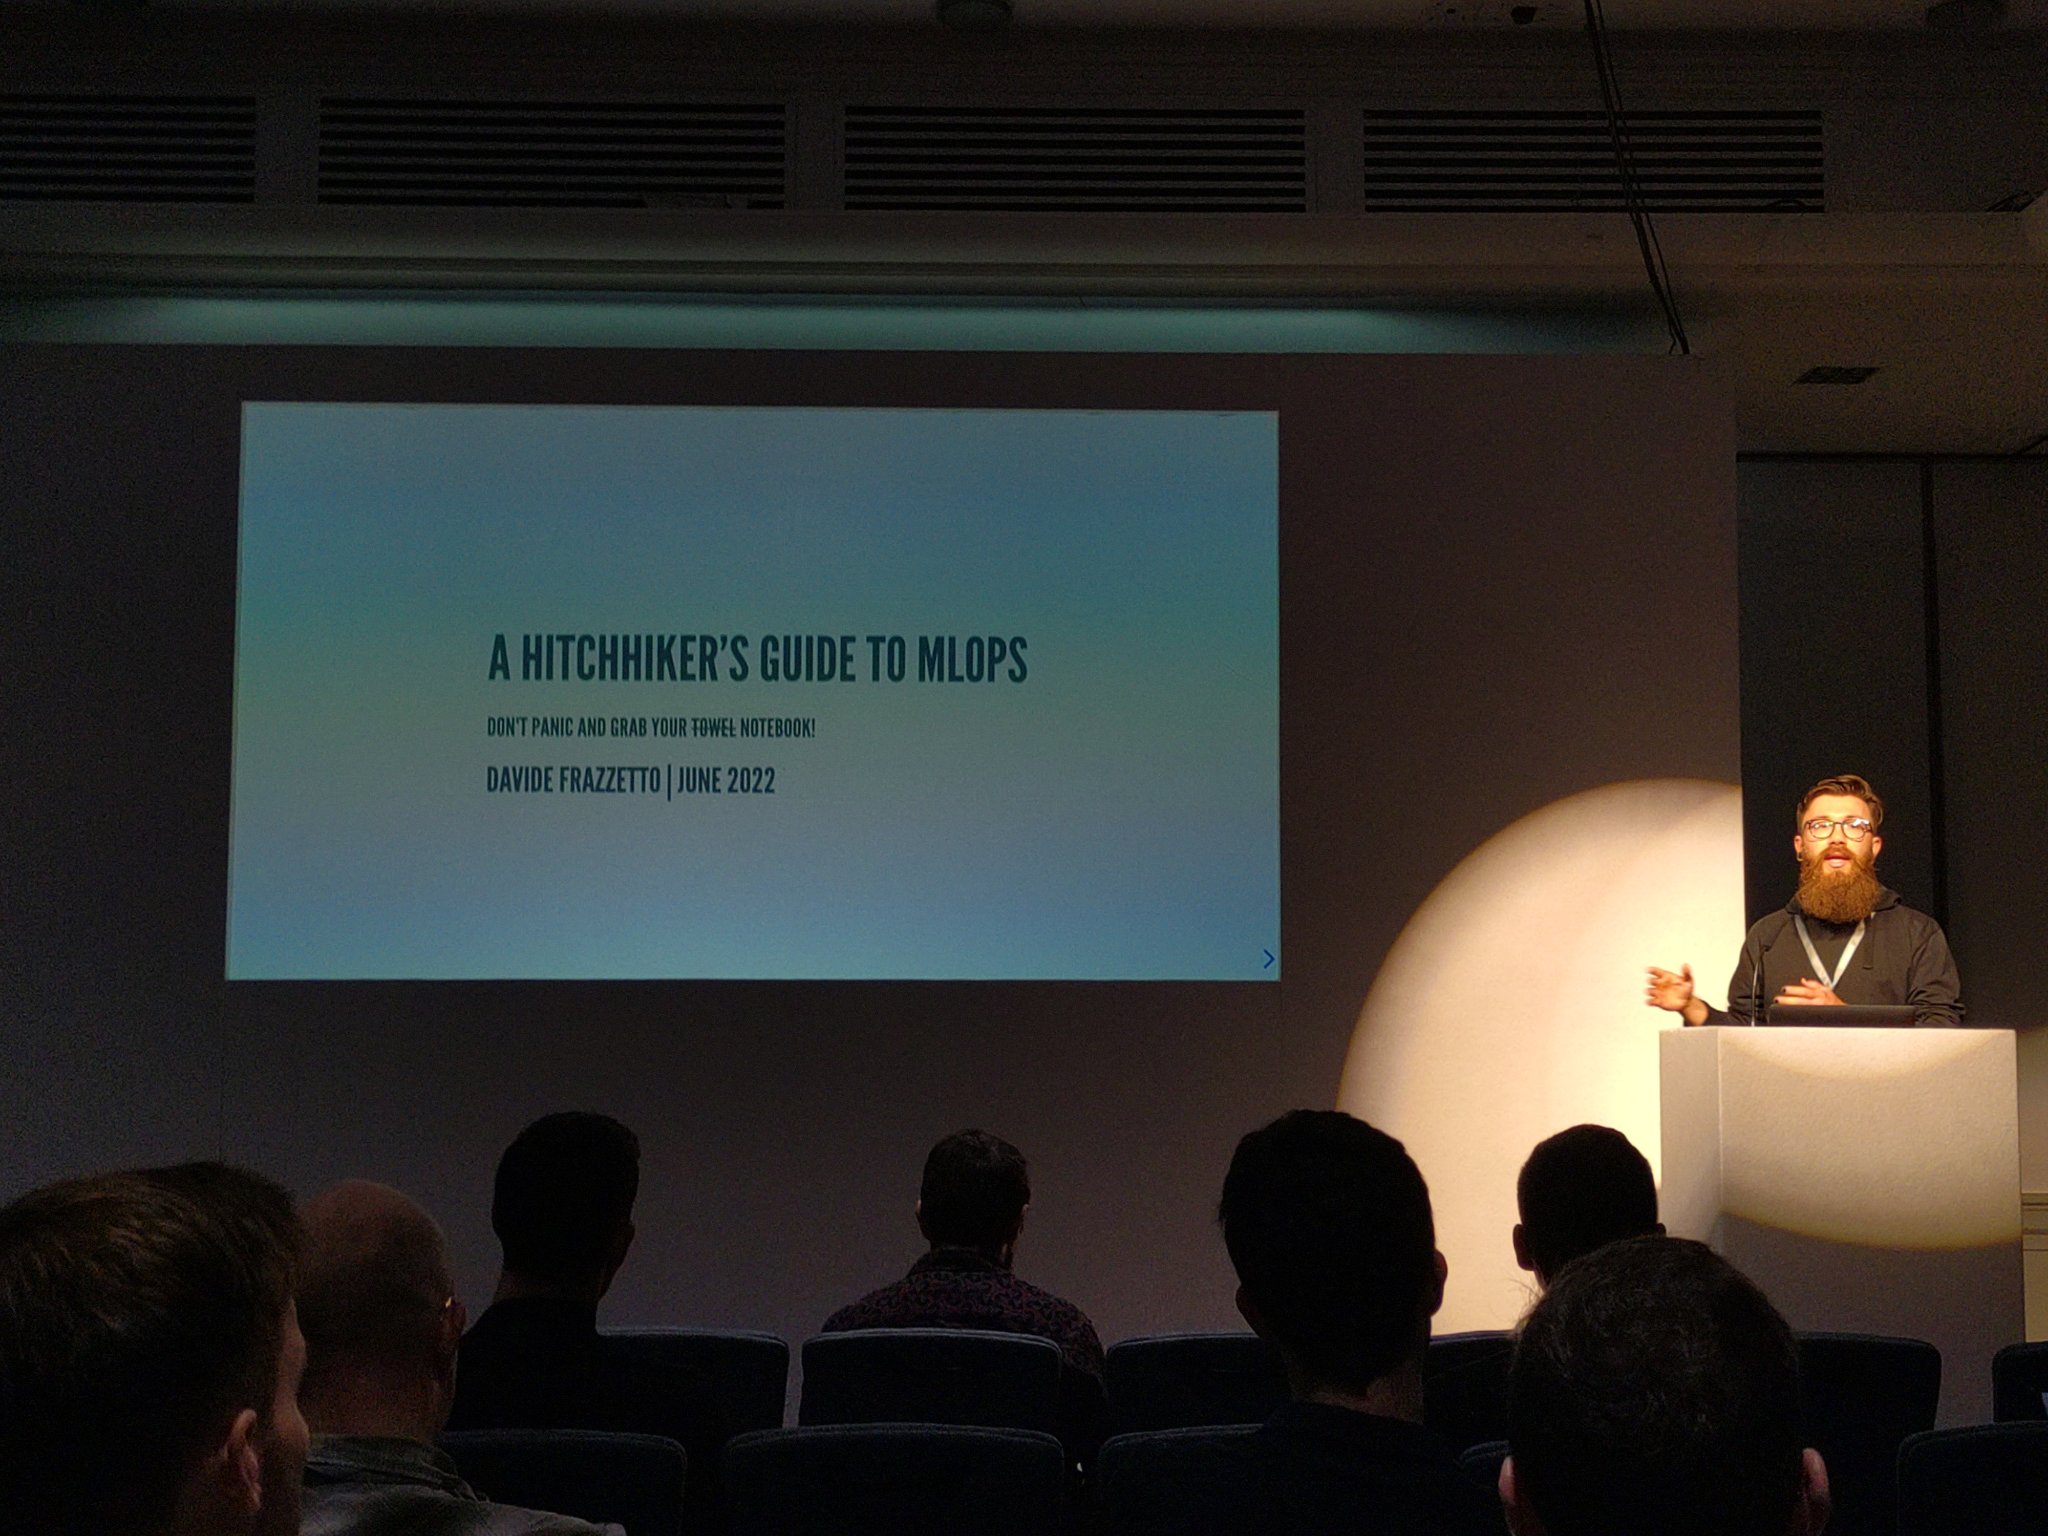 A HITCHHIKER'S GUIDE TO MLOPS
DON'T PANIC AND GRAB YOUR TOWEL NOTEBOOK!
DAVIDE FRAZZETTO | JUNE 2022